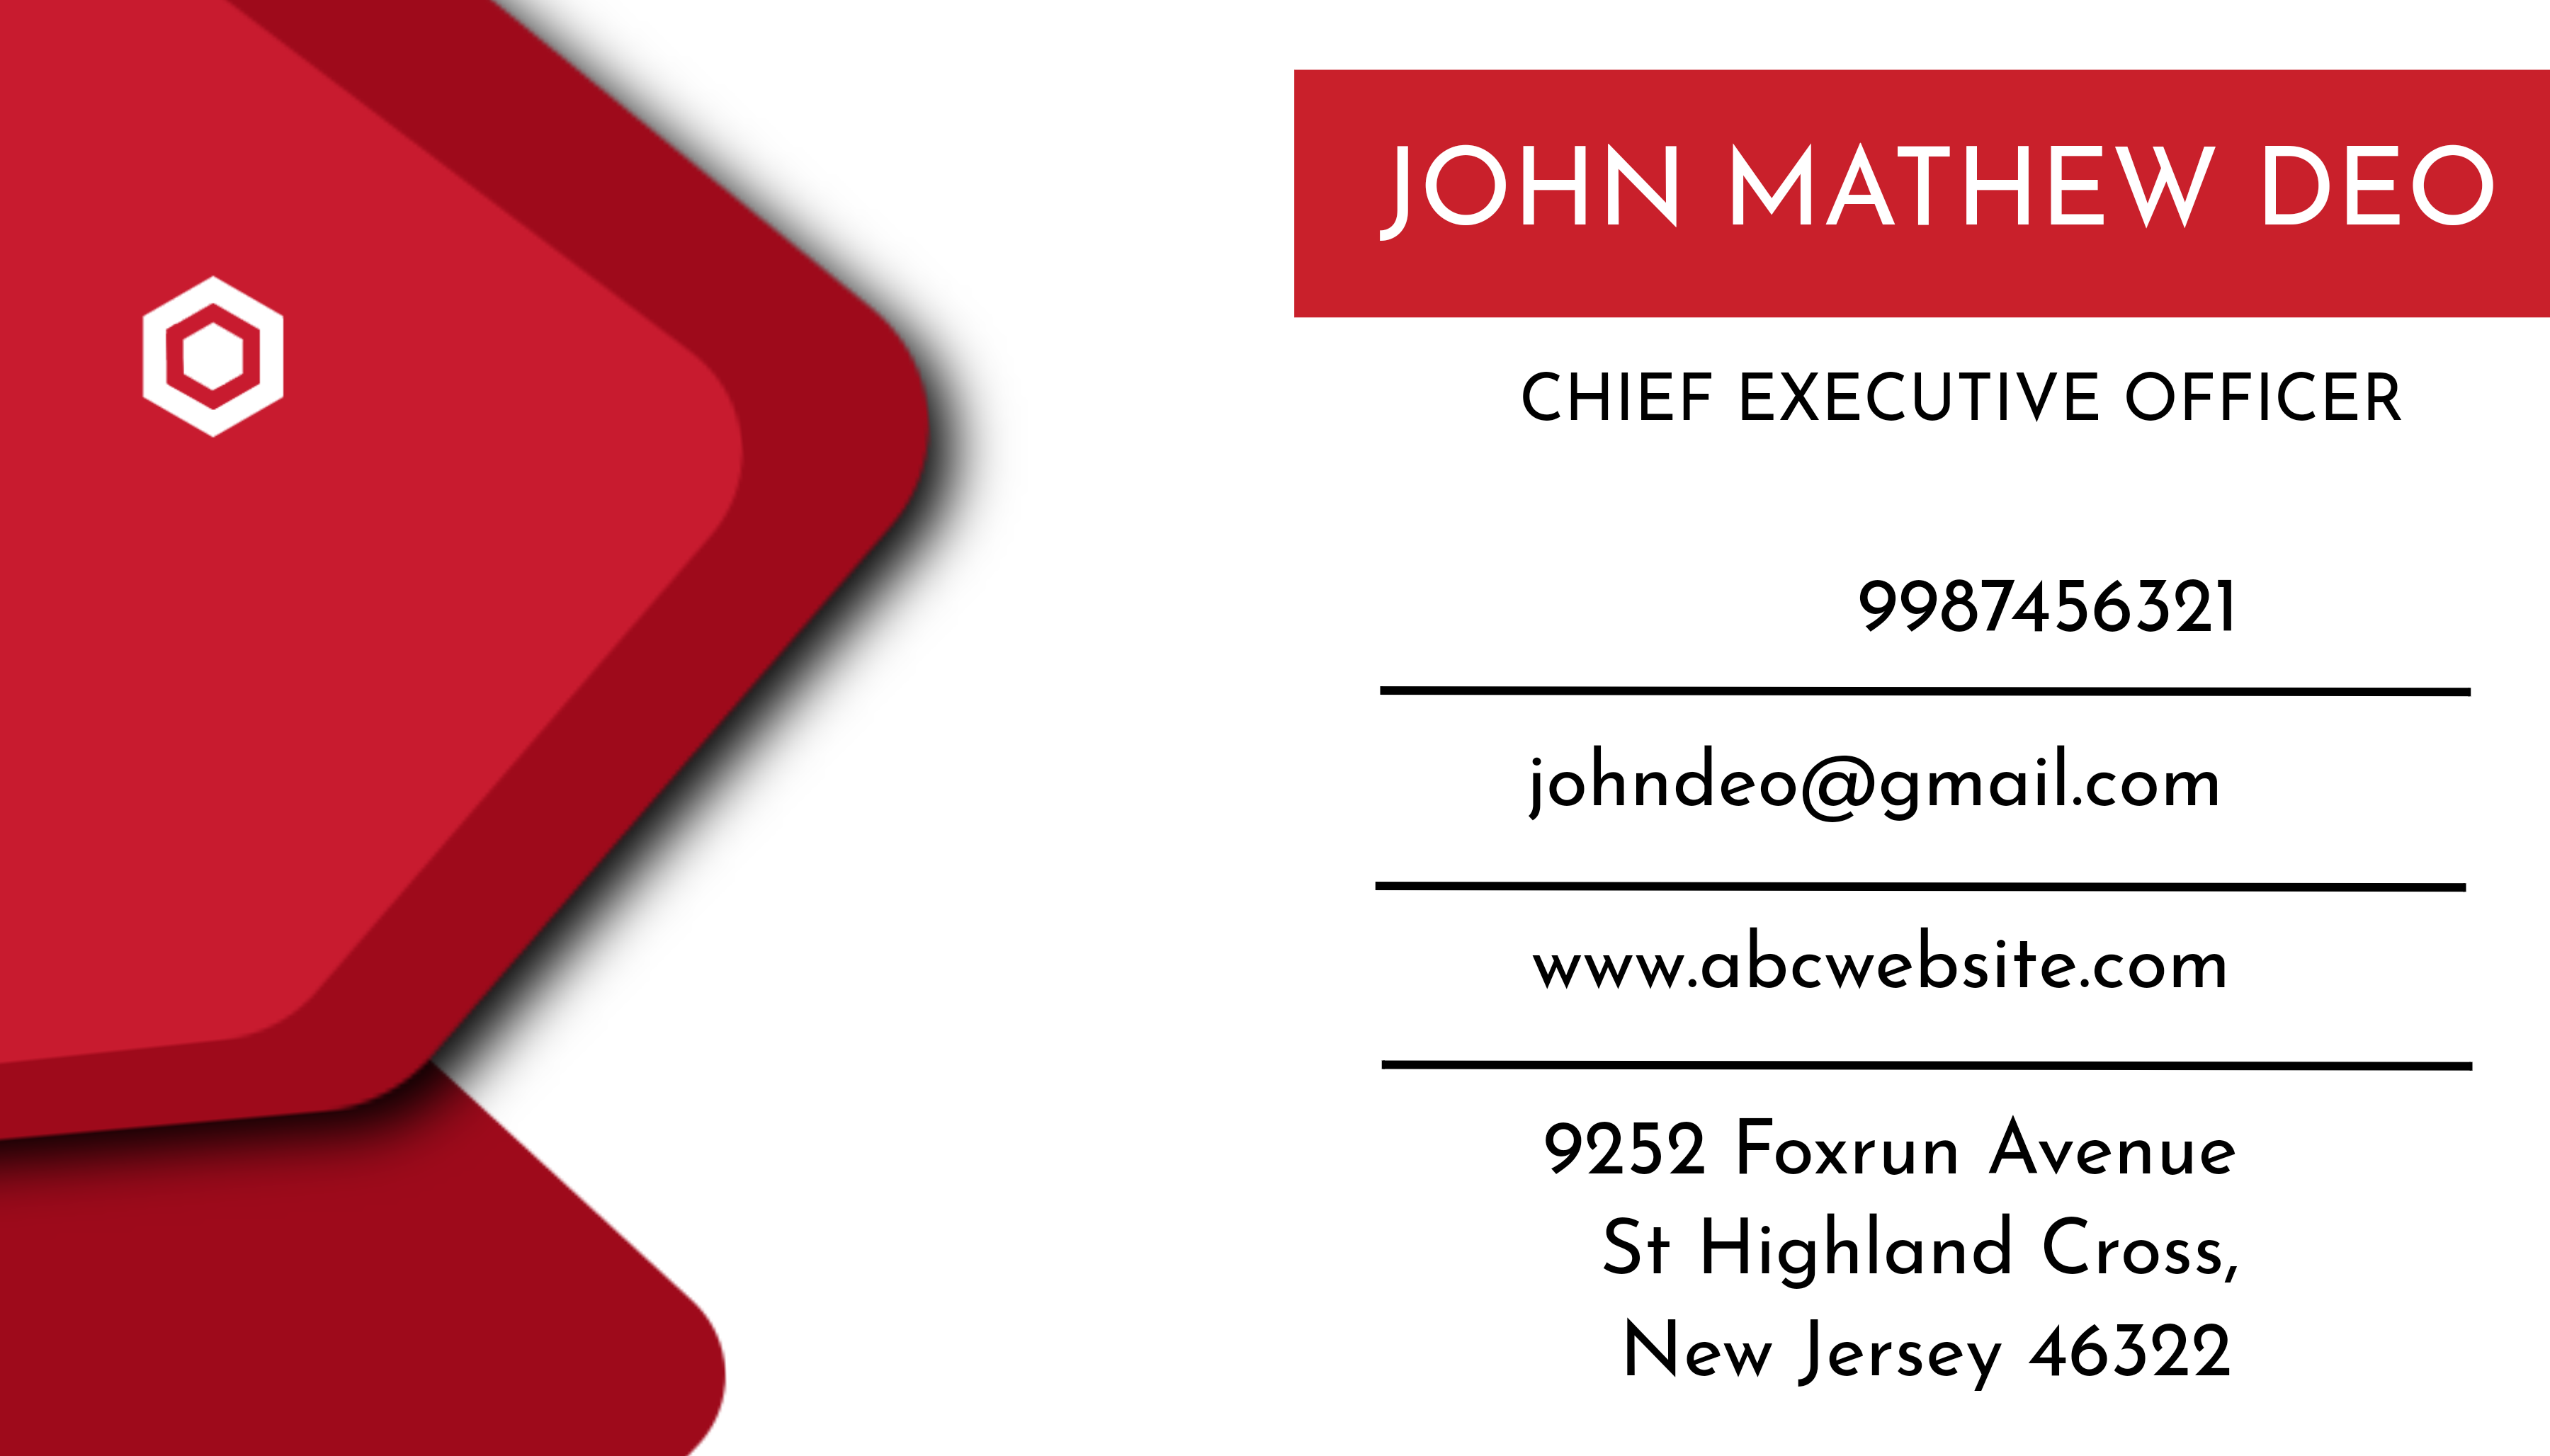 JOHN MATHEW DEO
CHIEF EXECUTIVE OFFICER
9987456321
johndeo@gmail.com
www.abcwebsite.com
9252 Foxrun Avenue
St Highland Cross,
New Jersey 46322